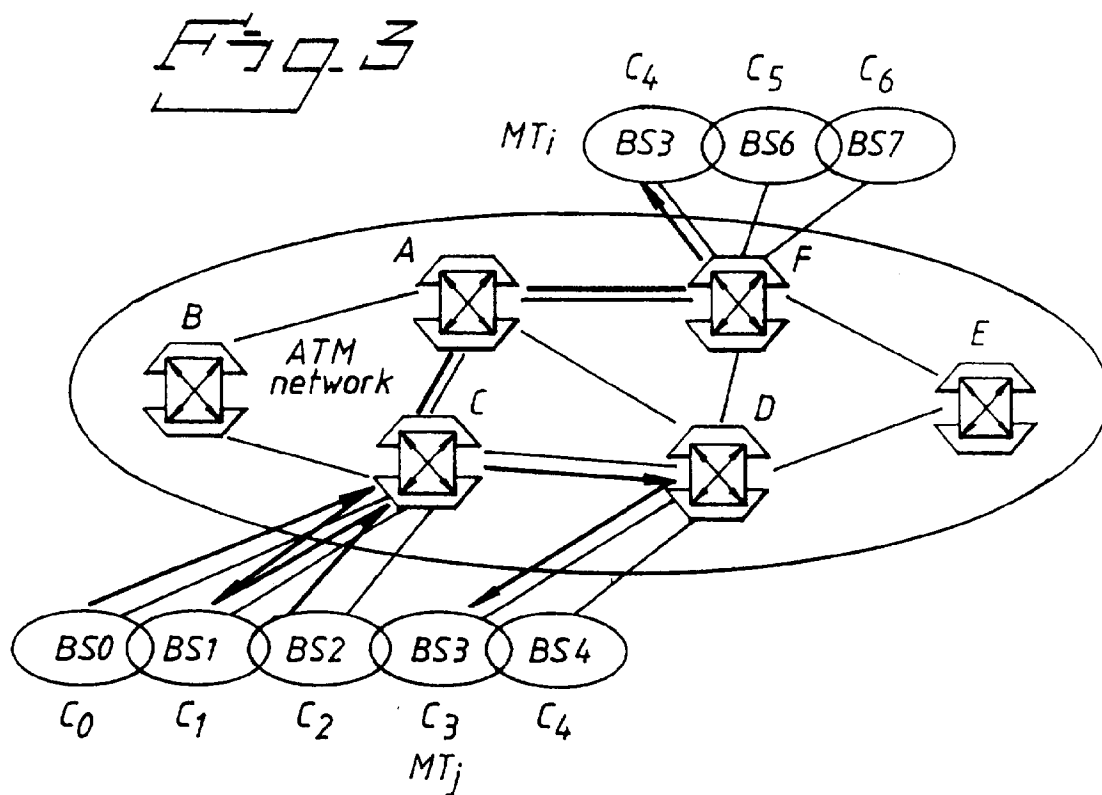 Fig. 3
C4 C5 C6
MTi BS3 BS6 BS7
A F
B E
ATM
network
C D
BS0 BS1 BS2 BS3 BS4
C0 C1 C2 C3 C4
MTj